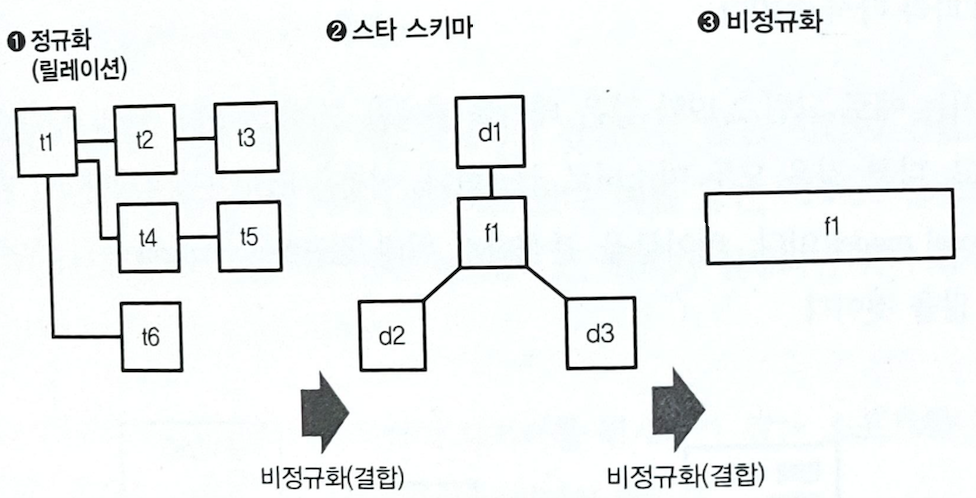 ❶ 정규화
(릴레이션)
t1
t2
t3
t4
t5
t6
❷ 스타 스키마
d1
f1
d2
d3
❸ 비정규화
f1
비정규화(결합)
비정규화(결합)